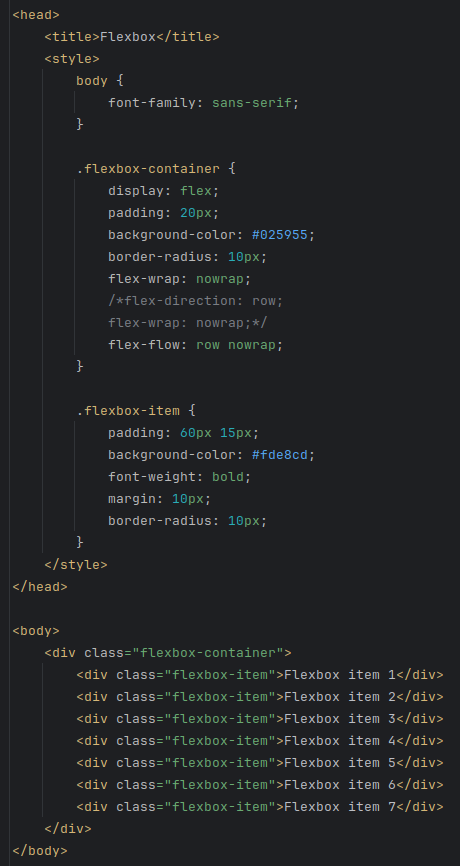 <head>
    <title>Flexbox</title>
    <style>
        body {
            font-family: sans-serif;
        }

        .flexbox-container {
            display: flex;
            padding: 20px;
            background-color: #025955;
            border-radius: 10px;
            flex-wrap: nowrap;
            /*flex-direction: row;
            flex-wrap: nowrap;*/
            flex-flow: row nowrap;
        }

        .flexbox-item {
            padding: 60px 15px;
            background-color: #fde8cd;
            font-weight: bold;
            margin: 10px;
            border-radius: 10px;
        }
    </style>
</head>

<body>
    <div class="flexbox-container">
        <div class="flexbox-item">Flexbox item 1</div>
        <div class="flexbox-item">Flexbox item 2</div>
        <div class="flexbox-item">Flexbox item 3</div>
        <div class="flexbox-item">Flexbox item 4</div>
        <div class="flexbox-item">Flexbox item 5</div>
        <div class="flexbox-item">Flexbox item 6</div>
        <div class="flexbox-item">Flexbox item 7</div>
    </div>
</body>